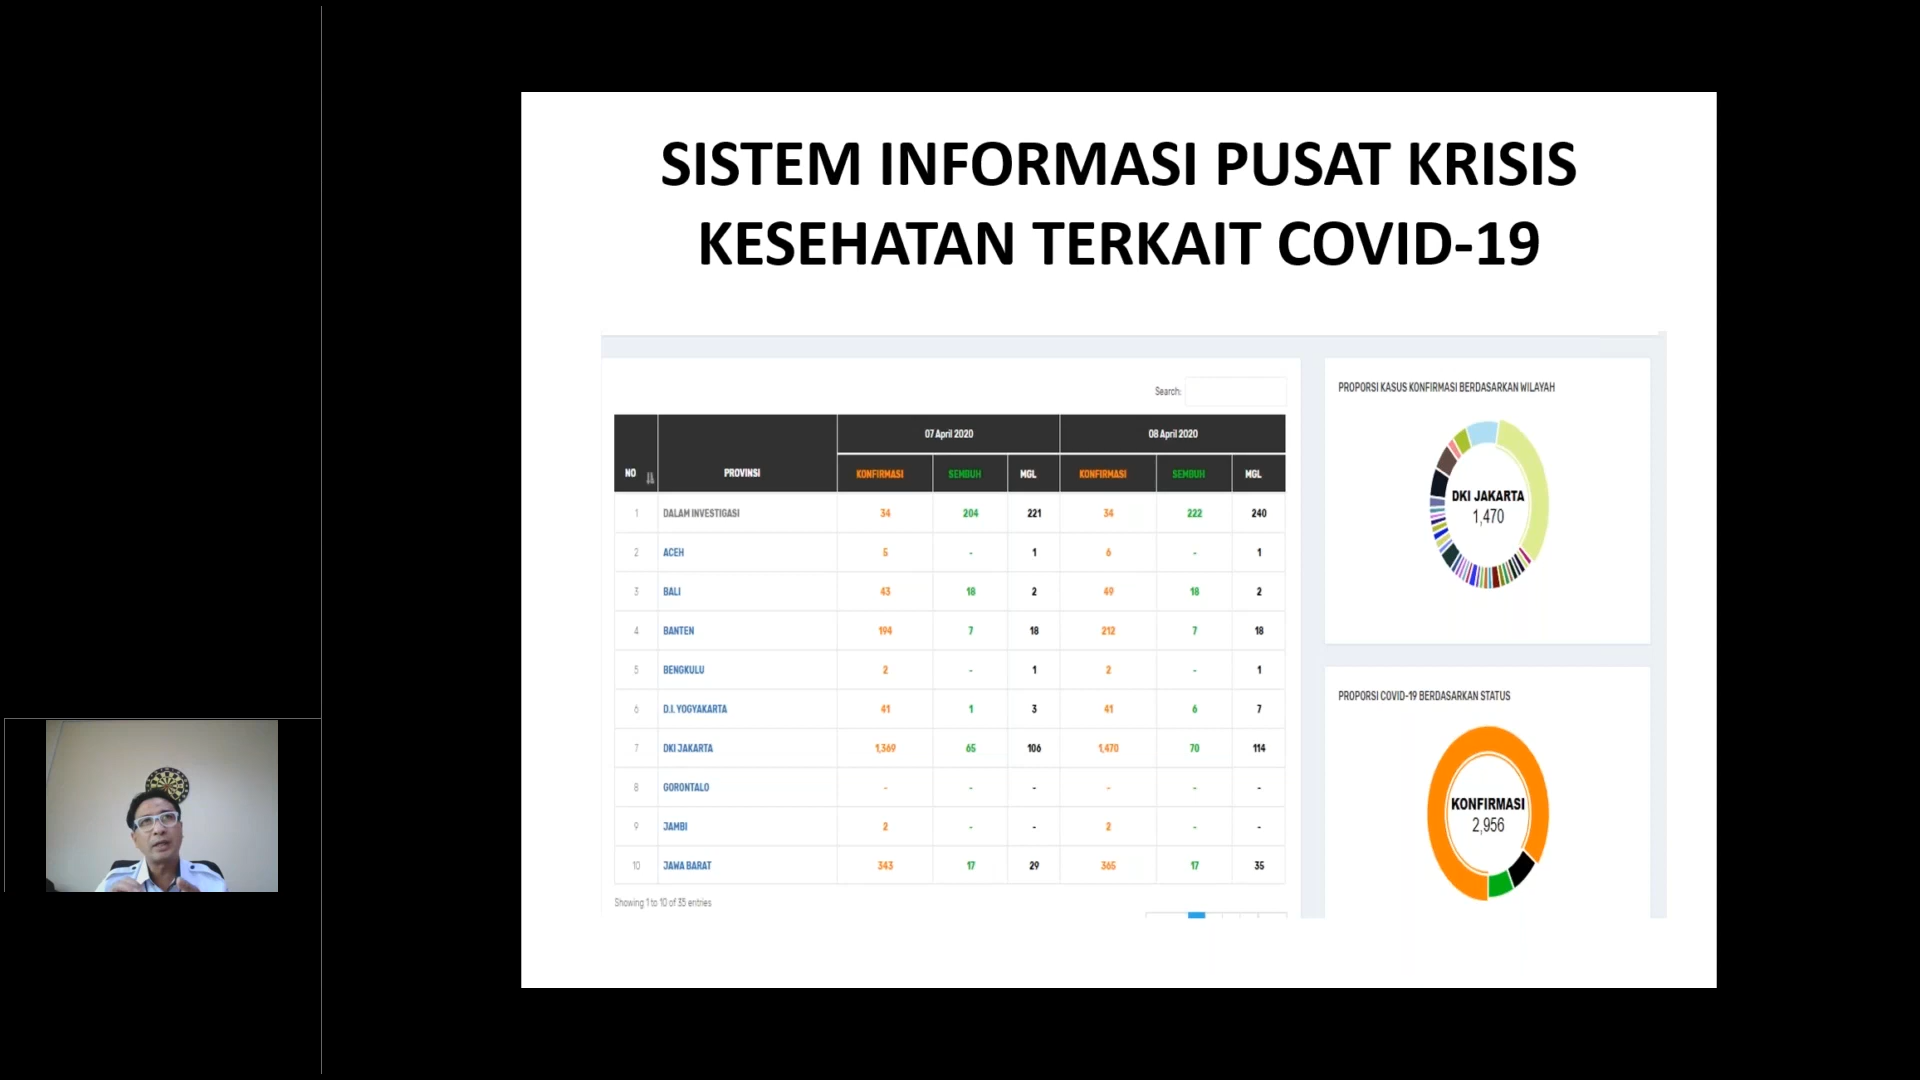 SISTEM INFORMASI PUSAT KRISIS
KESEHATAN TERKAIT COVID-19
Search:
07 April 2020 08 April 2020
NO PROVINSI KONFIRMASI SEMBUH MGL KONFIRMASI SEMBUH MGL
1 DALAM INVESTIGASI 34 204 221 34 222 240
2 ACEH 5 - 1 6 - 1
3 BALI 43 18 2 49 18 2
4 BANTEN 194 7 18 212 7 18
5 BENGKULU 2 - 1 2 - 1
6 D.I. YOGYAKARTA 41 1 3 41 6 7
7 DKI JAKARTA 1,369 65 106 1,470 70 114
8 GORONTALO - - - - - -
9 JAMBI 2 - - 2 - -
10 JAWA BARAT 343 17 29 365 17 35
Showing 1 to 10 of 35 entries
PROPORSI KASUS KONFIRMASI BERDASARKAN WILAYAH
DKI JAKARTA
1,470
PROPORSI COVID-19 BERDASARKAN STATUS
KONFIRMASI
2,956